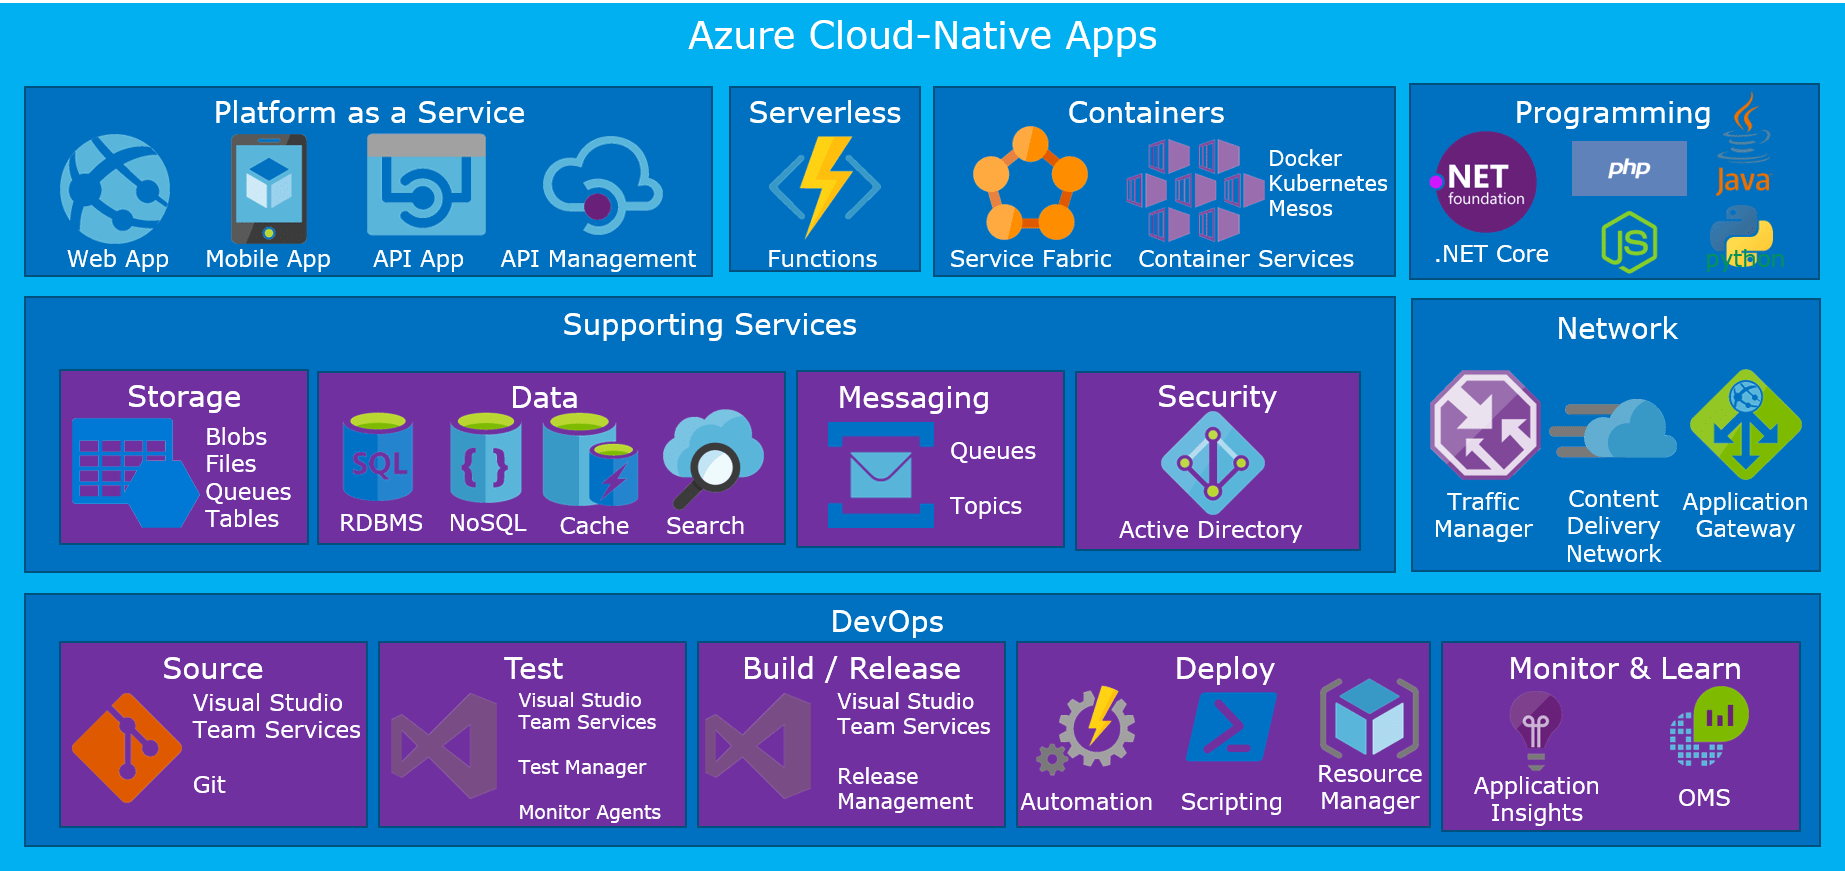 Azure Cloud-Native Apps
Platform as a Service
Web App
Mobile App
API App
API Management
Serverless
Functions
Containers
Service Fabric
Docker
Kubernetes
Mesos
Container Services
Programming
.NET
foundation
.NET Core
php
Java
JS
python
Supporting Services
Storage
Blobs
Files
Queues
Tables
Data
SQL
RDBMS
{ }
NoSQL
Cache
Search
Messaging
Queues
Topics
Security
Active Directory
Network
Traffic
Manager
Content
Delivery
Network
Application
Gateway
DevOps
Source
Visual Studio
Team Services
Git
Test
Visual Studio
Team Services
Test Manager
Monitor Agents
Build / Release
Visual Studio
Team Services
Release
Management
Deploy
Automation
Scripting
Resource
Manager
Monitor & Learn
Application
Insights
OMS